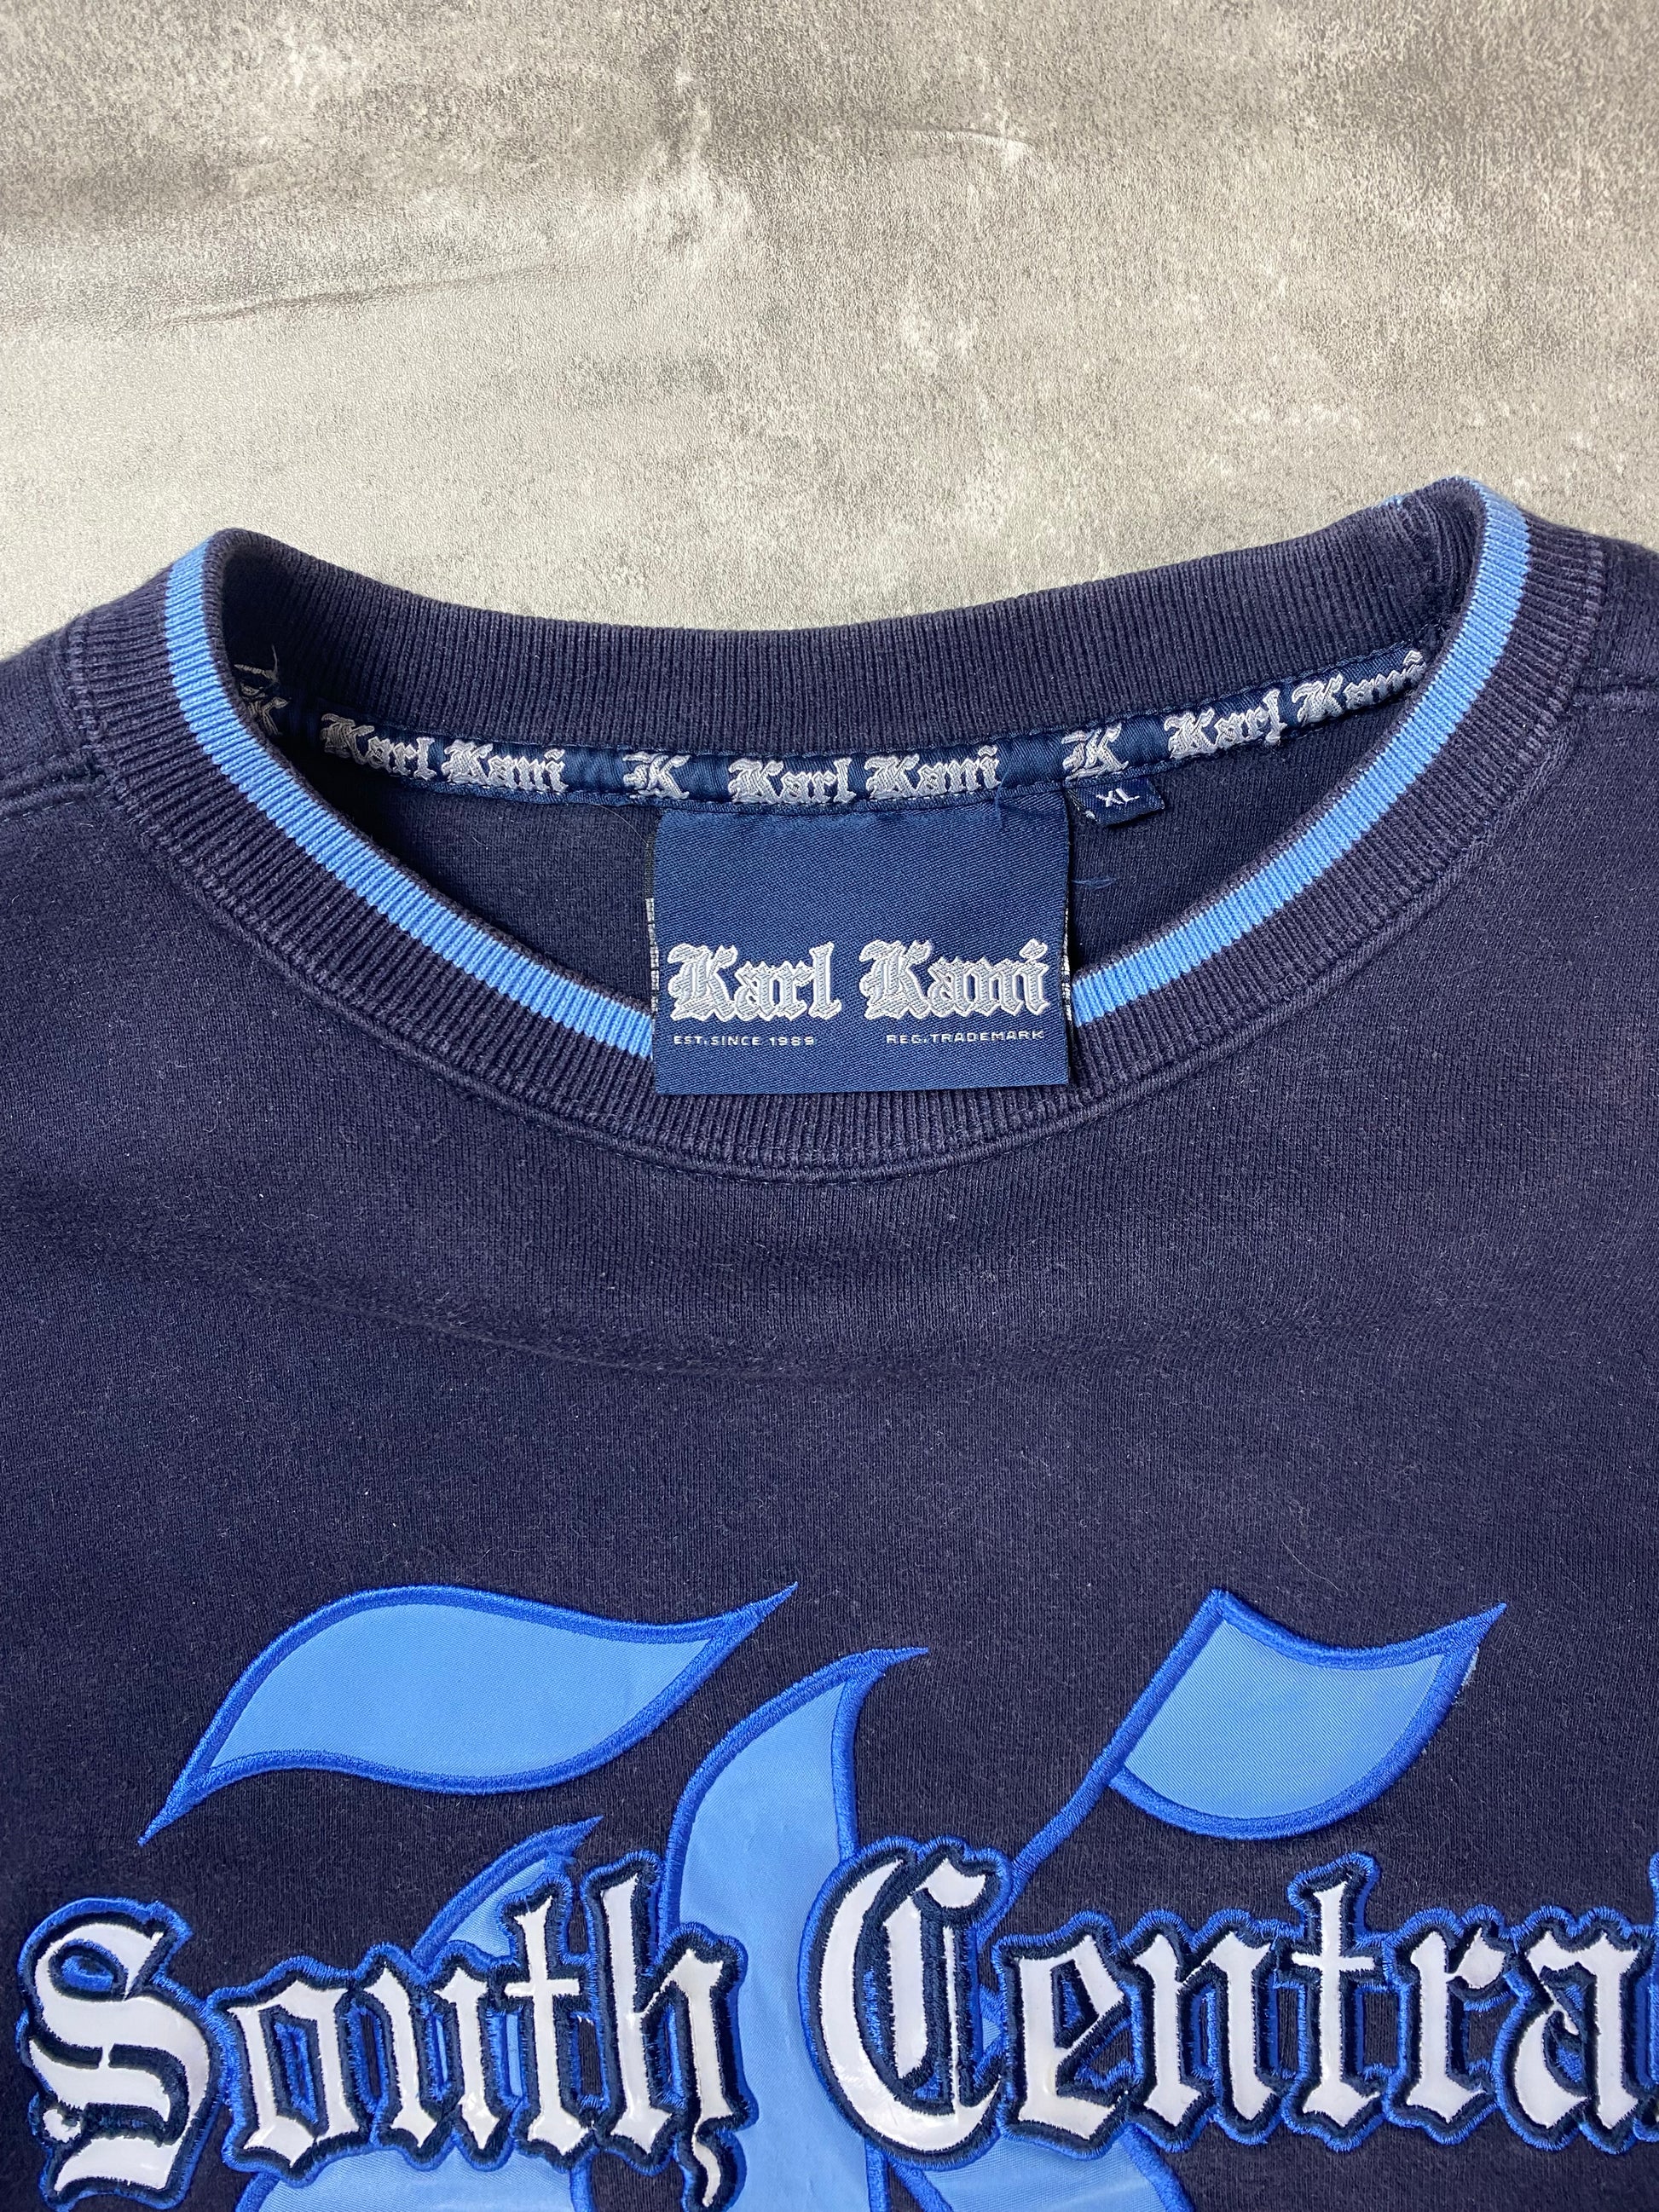 K Karl Kani K Karl Kani K Karl Kani
XL
Karl Kani
EST. SINCE 1989 REG. TRADEMARK
K
South Central